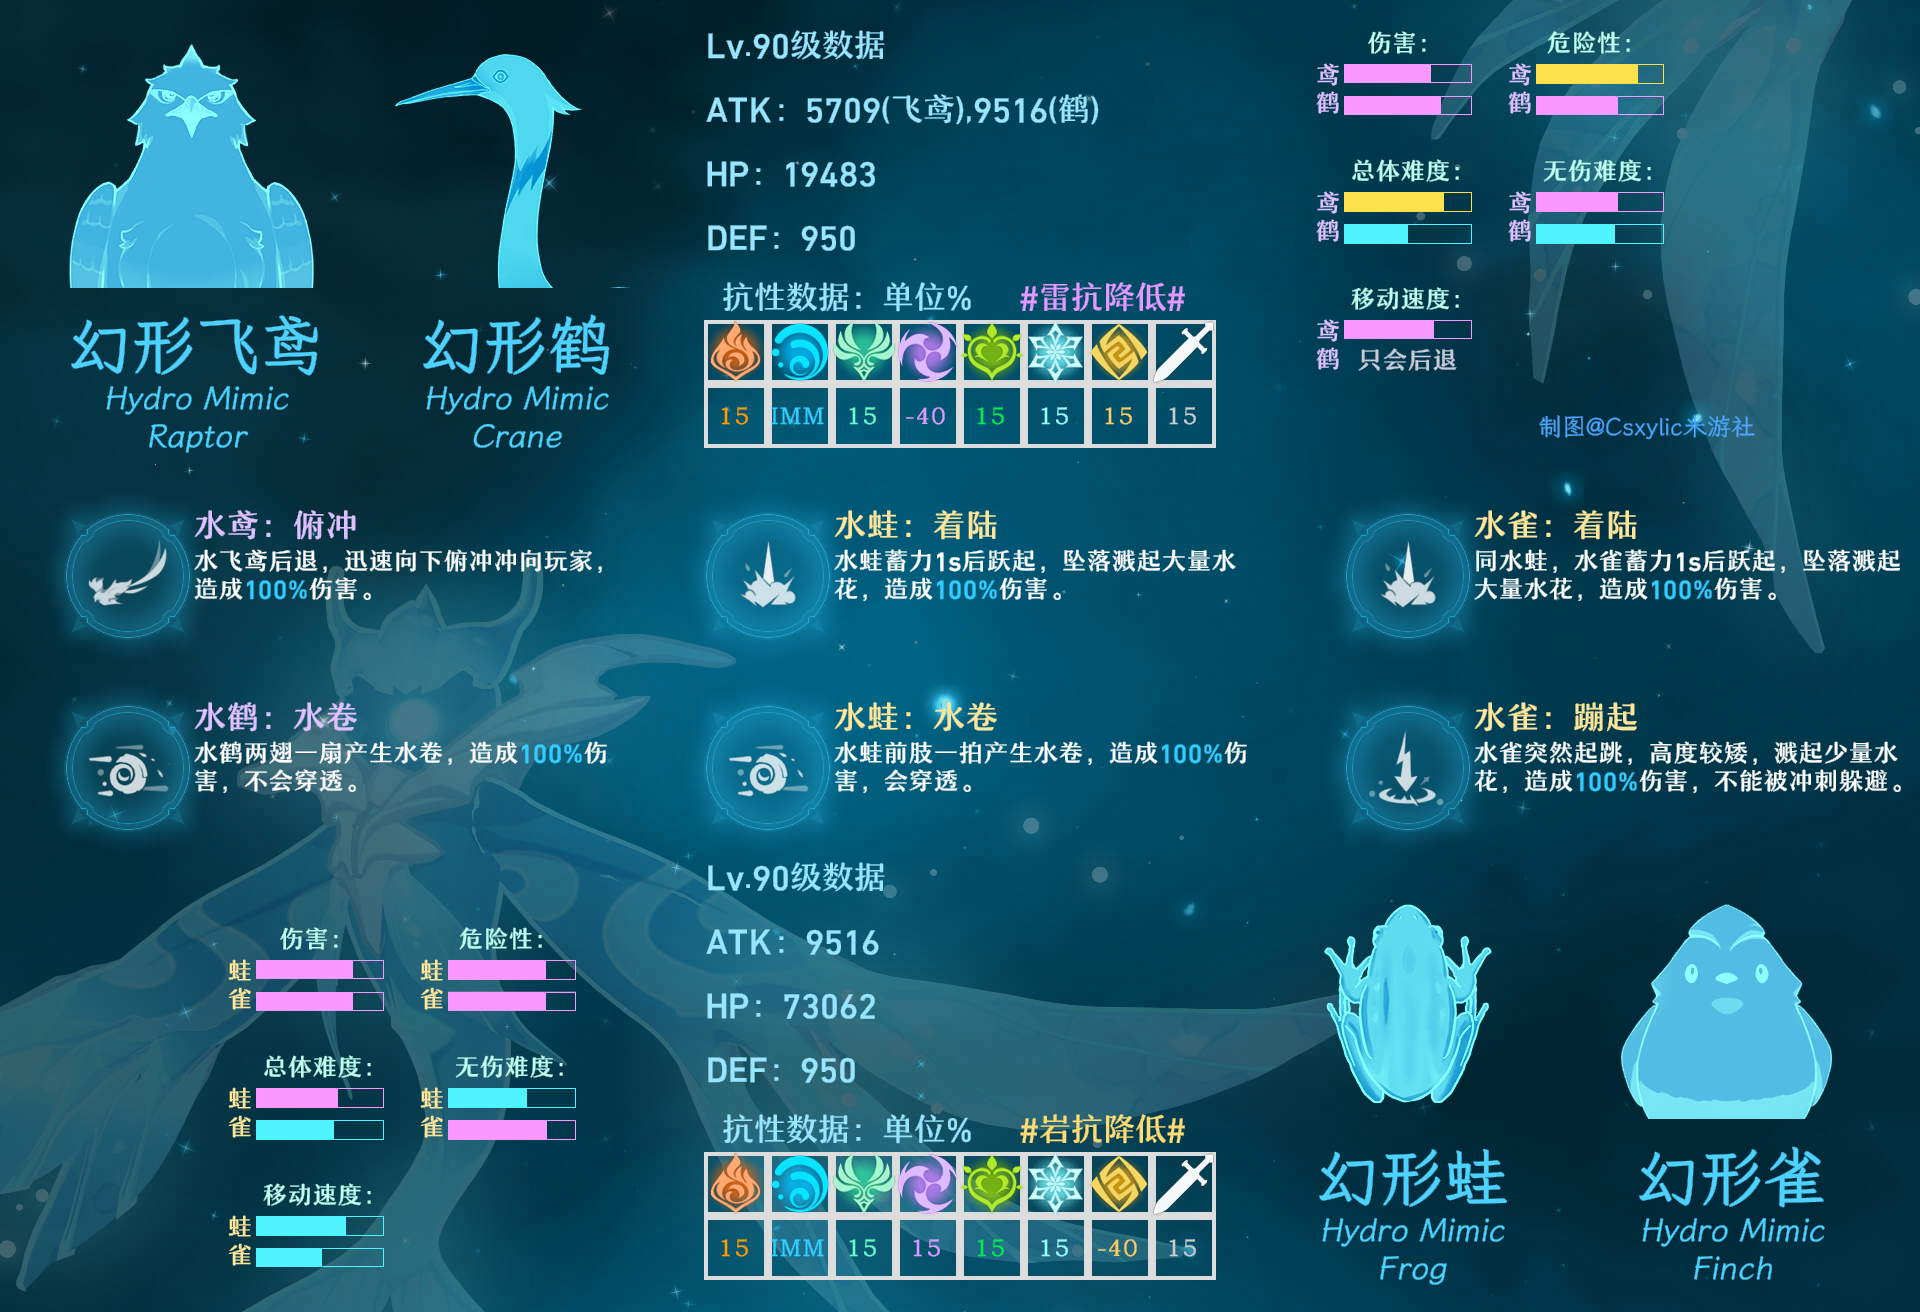 幻形飞鸢
Hydro Mimic
Raptor
幻形鹤
Hydro Mimic
Crane
Lv.90级数据
ATK：5709(飞鸢),9516(鹤)
HP：19483
DEF：950
抗性数据：单位% #雷抗降低#
15 IMM 15 -40 15 15 15 15
伤害：
鸢
鹤
危险性：
鸢
鹤
总体难度：
鸢
鹤
无伤难度：
鸢
鹤
移动速度：
鸢
鹤 只会后退
制图@Csxylic米游社
水鸢：俯冲
水飞鸢后退，迅速向下俯冲冲向玩家，
造成100%伤害。
水蛙：着陆
水蛙蓄力1s后跃起，坠落溅起大量水
花，造成100%伤害。
水雀：着陆
同水蛙，水雀蓄力1s后跃起，坠落溅起
大量水花，造成100%伤害。
水鹤：水卷
水鹤两翅一扇产生水卷，造成100%伤
害，不会穿透。
水蛙：水卷
水蛙前肢一拍产生水卷，造成100%伤
害，会穿透。
水雀：蹦起
水雀突然起跳，高度较矮，溅起少量水
花，造成100%伤害，不能被冲刺躲避。
伤害：
蛙
雀
危险性：
蛙
雀
总体难度：
蛙
雀
无伤难度：
蛙
雀
移动速度：
蛙
雀
Lv.90级数据
ATK：9516
HP：73062
DEF：950
抗性数据：单位% #岩抗降低#
15 IMM 15 15 15 15 -40 15
幻形蛙
Hydro Mimic
Frog
幻形雀
Hydro Mimic
Finch